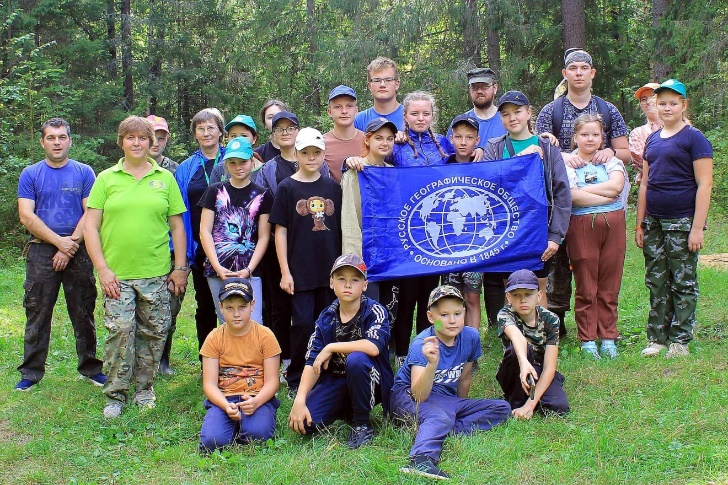 РУССКОЕ ГЕОГРАФИЧЕСКОЕ ОБЩЕСТВО
• ОСНОВАНО В 1845 г. •